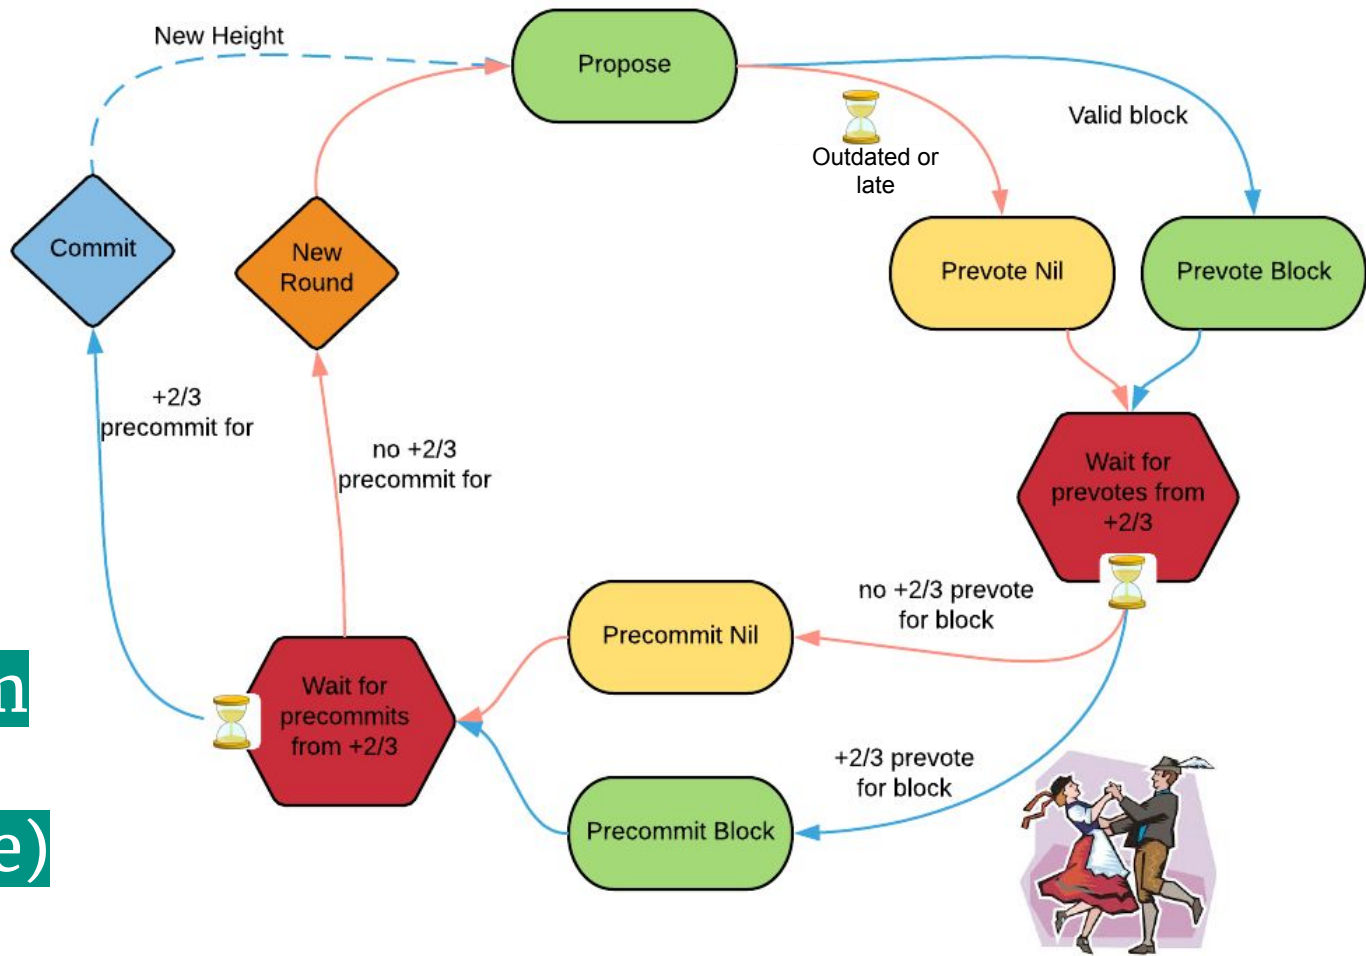 New Height
Propose
Valid block
Outdated or
late
Commit
New
Round
Prevote Nil
Prevote Block
+2/3
precommit for
no +2/3
precommit for
Wait for
prevotes from
+2/3
no +2/3 prevote
for block
Precommit Nil
Wait for
precommits
from +2/3
+2/3 prevote
for block
Precommit Block
e)